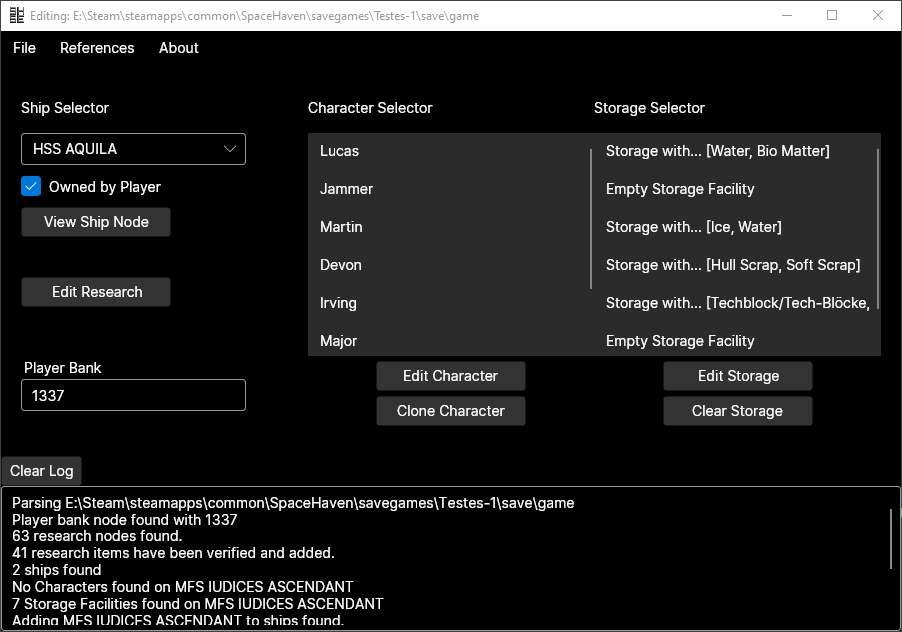 Editing: E:\Steam\steamapps\common\SpaceHaven\savegames\Testes-1\save\game
File References About
Ship Selector
HSS AQUILA
Owned by Player
View Ship Node
Edit Research
Player Bank
1337
Character Selector
Lucas
Jammer
Martin
Devon
Irving
Major
Edit Character
Clone Character
Storage Selector
Storage with... [Water, Bio Matter]
Empty Storage Facility
Storage with... [Ice, Water]
Storage with... [Hull Scrap, Soft Scrap]
Storage with... [Techblock/Tech-Blöcke,
Empty Storage Facility
Edit Storage
Clear Storage
Clear Log
Parsing E:\Steam\steamapps\common\SpaceHaven\savegames\Testes-1\save\game
Player bank node found with 1337
63 research nodes found.
41 research items have been verified and added.
2 ships found
No Characters found on MFS IUDICES ASCENDANT
7 Storage Facilities found on MFS IUDICES ASCENDANT
Adding MFS IUDICES ASCENDANT to ships found.